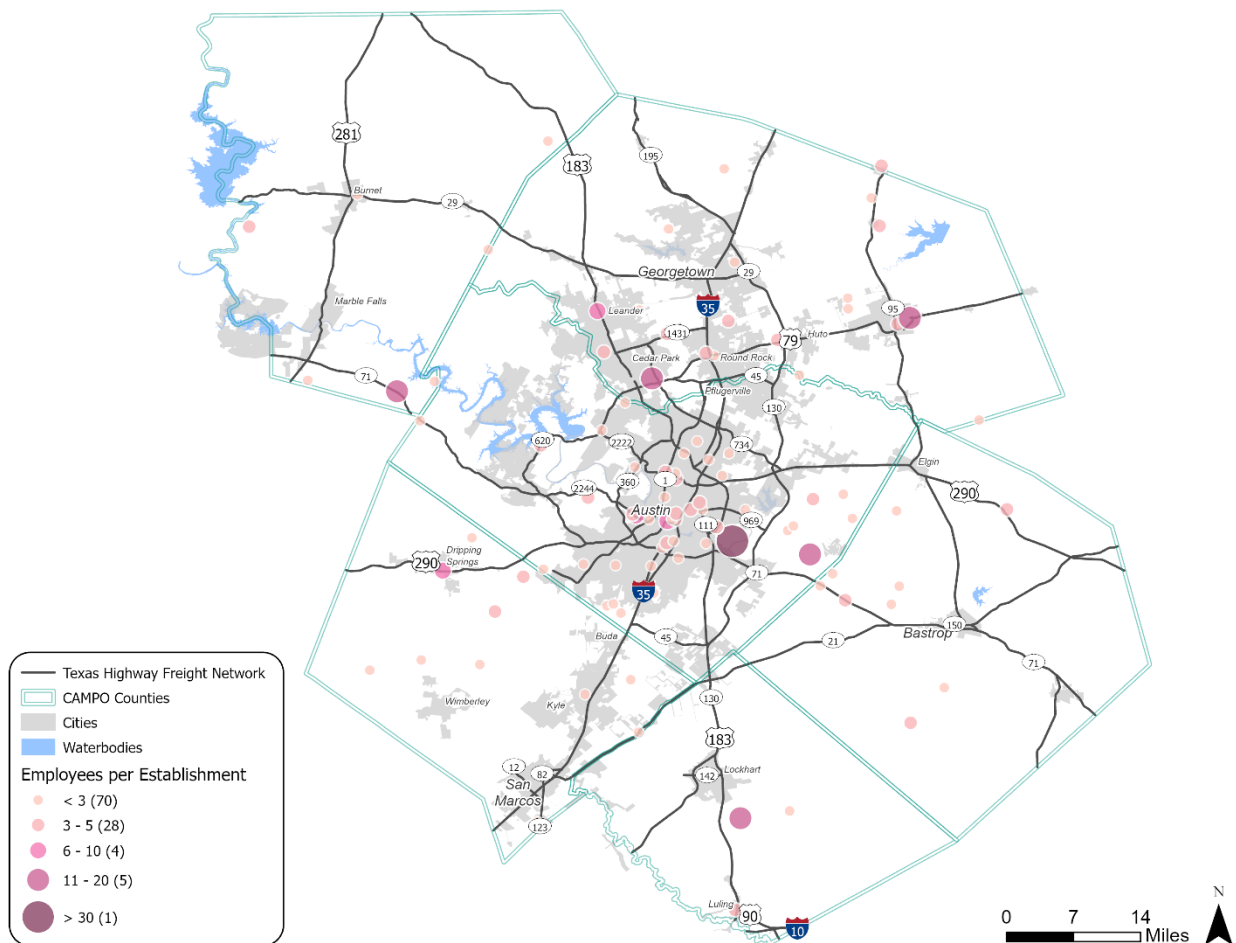 281
183
195
Burnet
29
Georgetown
29
35
Marble Falls
Leander
95
1431
79
Huto
Cedar Park
Round Rock
71
45
Pflugerville
130
620
2222
734
Elgin
360
1
290
2244
Austin
111
969
Dripping
Springs
290
71
35
Bastrop
150
Buda
45
21
71
Wimberley
Kyle
130
183
12
82
142
Lockhart
San
Marcos
123
Luling
90
10
Texas Highway Freight Network
CAMPO Counties
Cities
Waterbodies
Employees per Establishment
< 3 (70)
3 - 5 (28)
6 - 10 (4)
11 - 20 (5)
> 30 (1)
N
0 7 14
Miles